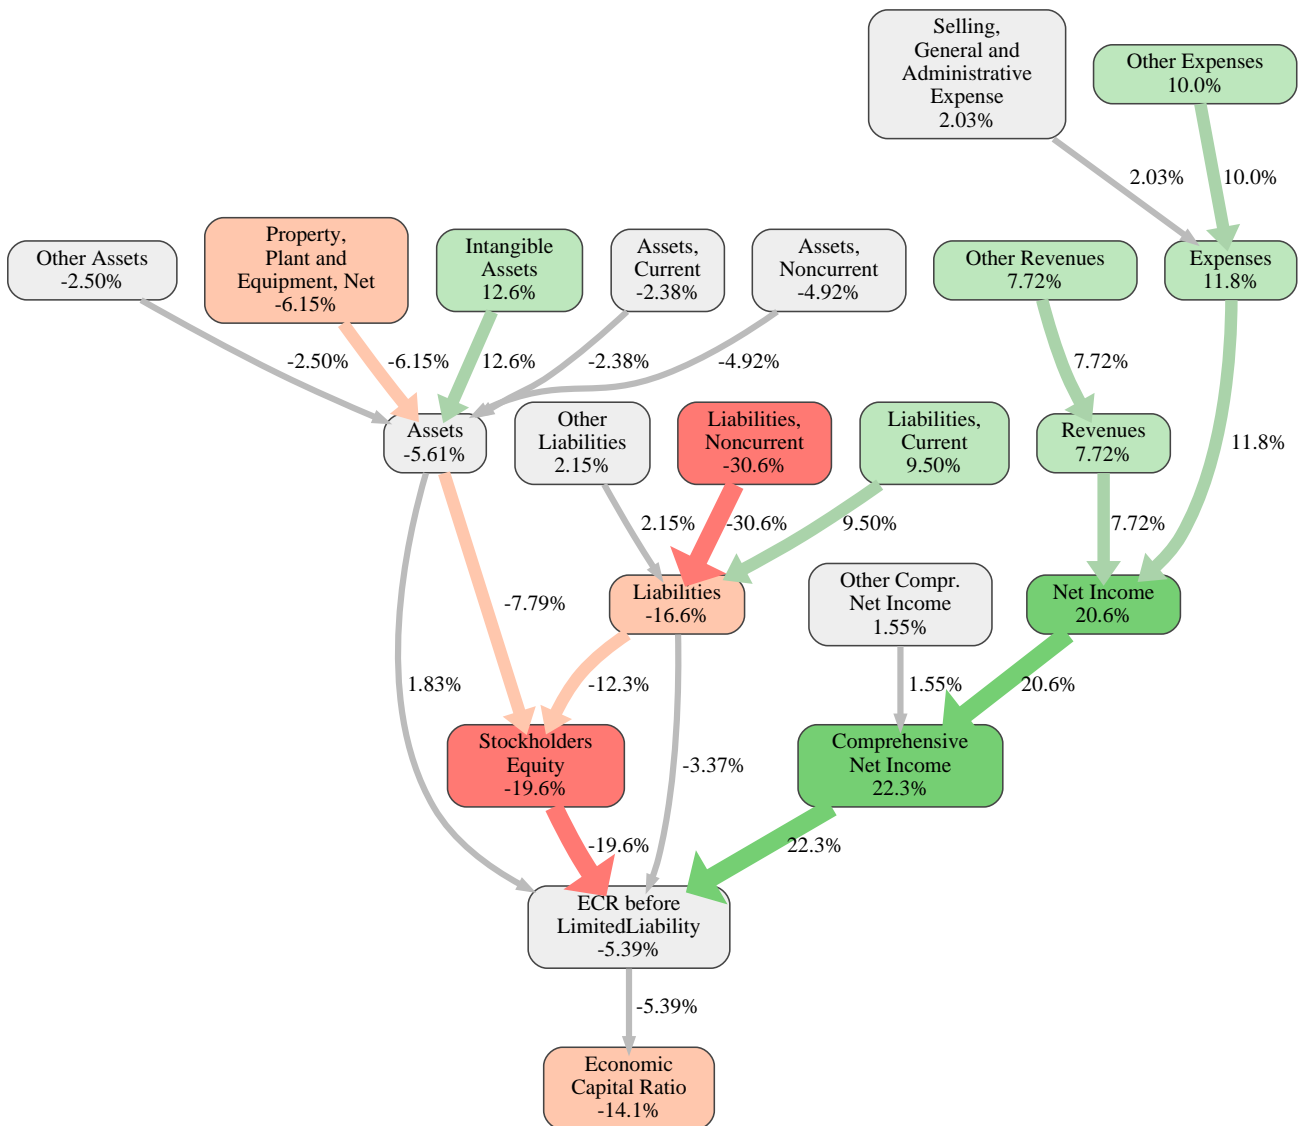 Selling,
General and
Administrative
Expense
2.03%
Other Expenses
10.0%
2.03%
10.0%
Other Assets
-2.50%
Property,
Plant and
Equipment, Net
-6.15%
Intangible
Assets
12.6%
Assets,
Current
-2.38%
Assets,
Noncurrent
-4.92%
Other Revenues
7.72%
Expenses
11.8%
-2.50%
-6.15%
12.6%
-2.38%
-4.92%
7.72%
11.8%
Assets
-5.61%
Other
Liabilities
2.15%
Liabilities,
Noncurrent
-30.6%
Liabilities,
Current
9.50%
Revenues
7.72%
2.15%
-30.6%
9.50%
7.72%
-7.79%
Liabilities
-16.6%
Other Compr.
Net Income
1.55%
Net Income
20.6%
1.83%
-12.3%
1.55%
20.6%
Stockholders
Equity
-19.6%
-3.37%
Comprehensive
Net Income
22.3%
-19.6%
22.3%
ECR before
LimitedLiability
-5.39%
-5.39%
Economic
Capital Ratio
-14.1%